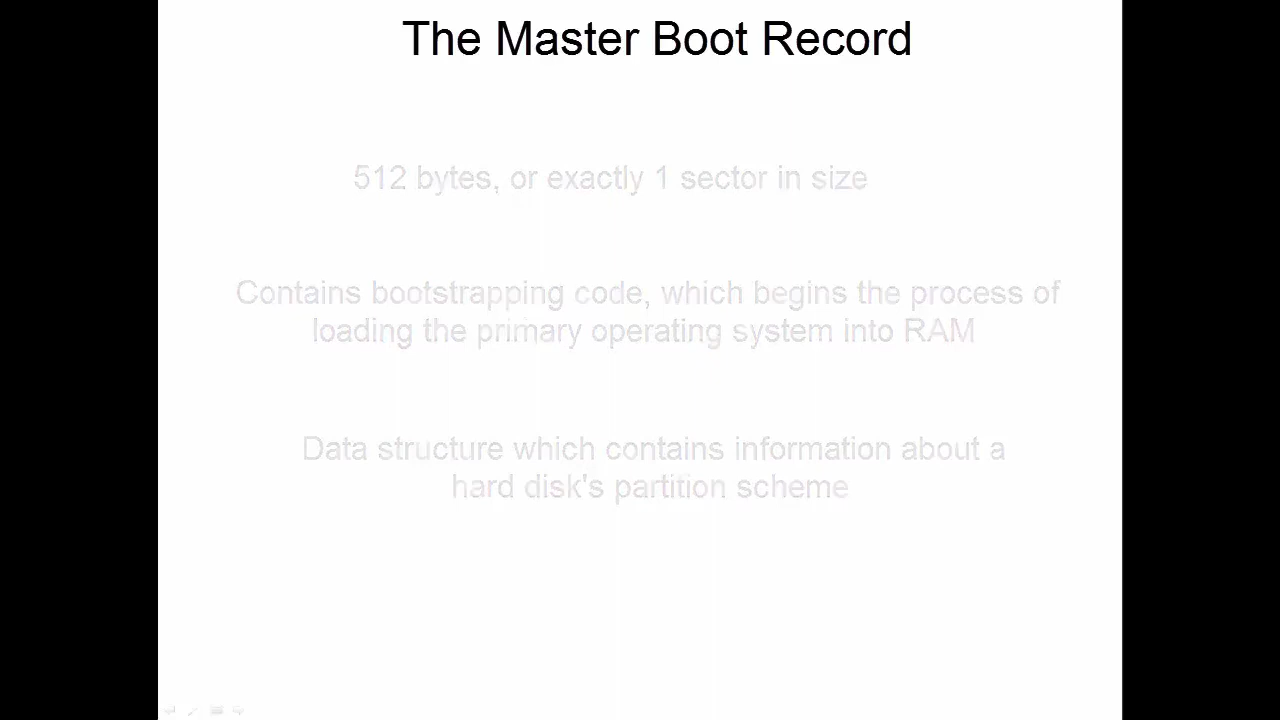 The Master Boot Record
512 bytes, or exactly 1 sector in size
Contains bootstrapping code, which begins the process of
loading the primary operating system into RAM
Data structure which contains information about a
hard disk's partition scheme